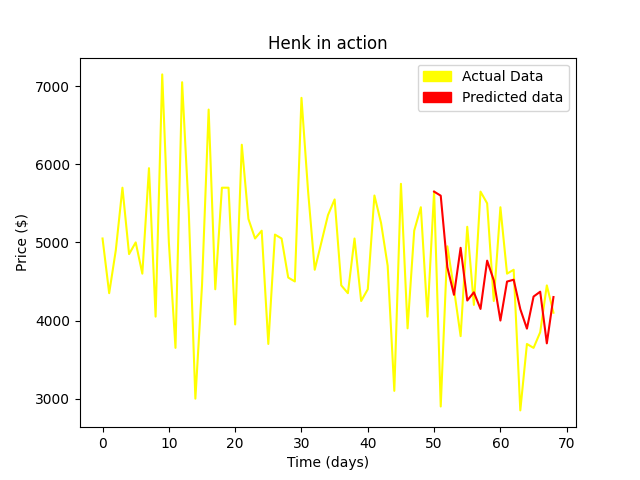 Henk in action
Actual Data
Predicted data
Price ($)
7000
6000
5000
4000
3000
0 10 20 30 40 50 60 70
Time (days)